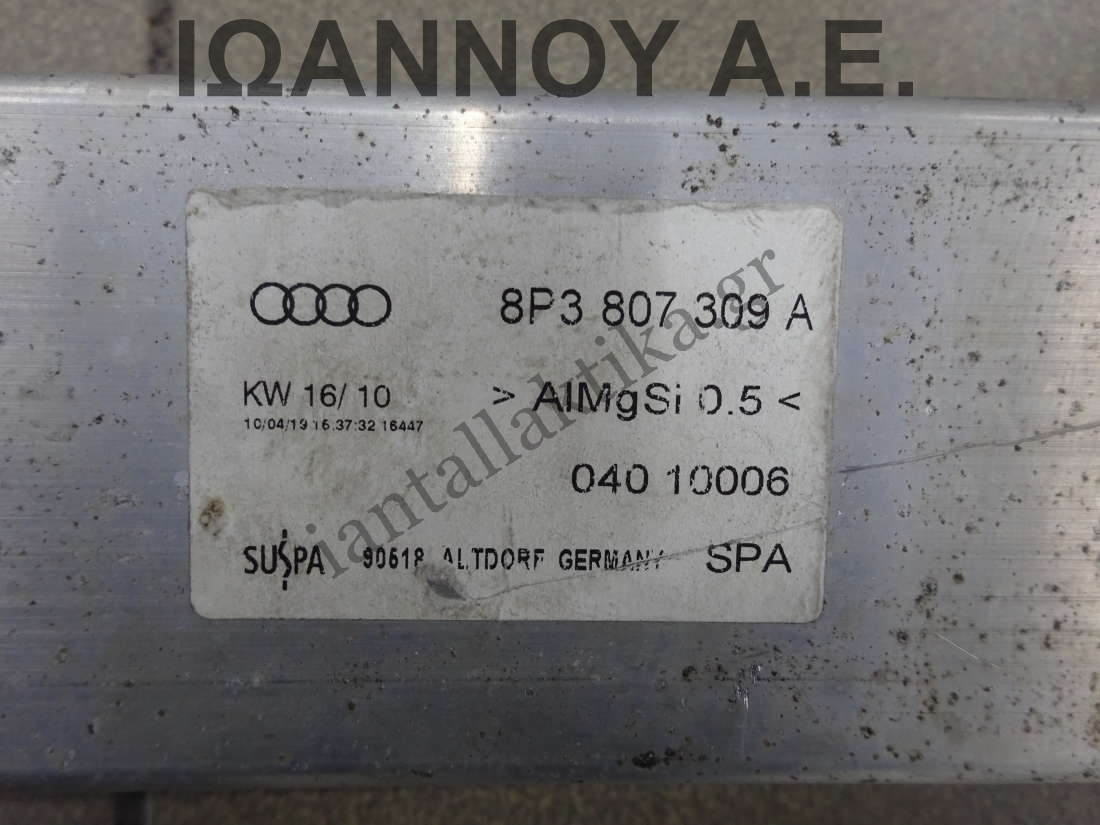 ΙΩΑΝΝΟΥ Α.Ε.
8P3 807 309 A
KW 16/ 10 > AlMgSi 0.5 <
10/04/19 16:37:32 16447
040 10006
SUSPA 90518 ALTDORF GERMANY SPA
iantallaktika.gr